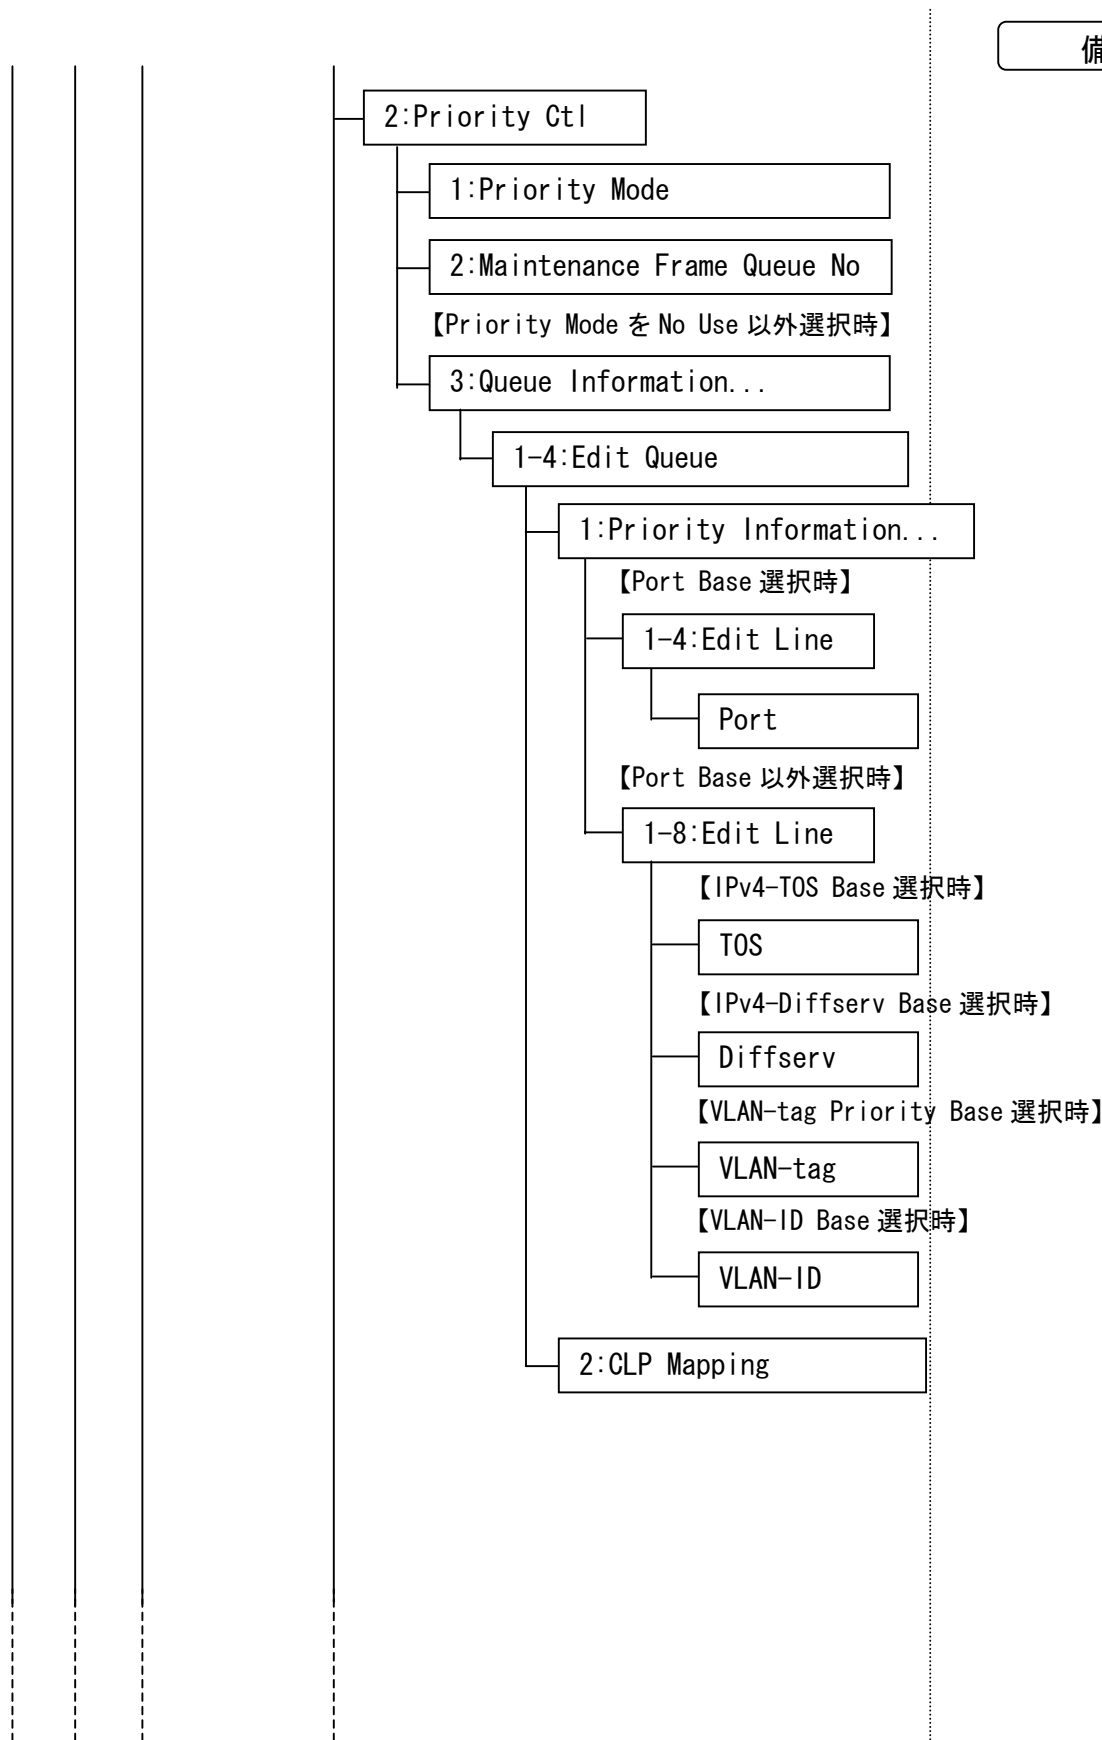 備
2:Priority Ctl
1:Priority Mode
2:Maintenance Frame Queue No
【Priority Mode を No Use 以外選択時】
3:Queue Information...
1-4:Edit Queue
1:Priority Information...
【Port Base 選択時】
1-4:Edit Line
Port
【Port Base 以外選択時】
1-8:Edit Line
【IPv4-TOS Base 選択時】
TOS
【IPv4-Diffserv Base 選択時】
Diffserv
【VLAN-tag Priority Base 選択時】
VLAN-tag
【VLAN-ID Base 選択時】
VLAN-ID
2:CLP Mapping